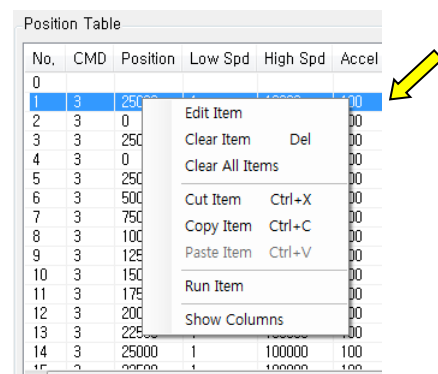 Position Table
No. CMD Position Low Spd High Spd Accel
0
1 3 100
2 3 0
3 3
4 3 0
5 3
6 3
7 3
8 3
9 3
10 3
11 3
12 3
13 3
14 3 25000 1 100000 100
Edit Item
Clear Item Del
Clear All Items
Cut Item Ctrl+X
Copy Item Ctrl+C
Paste Item Ctrl+V
Run Item
Show Columns